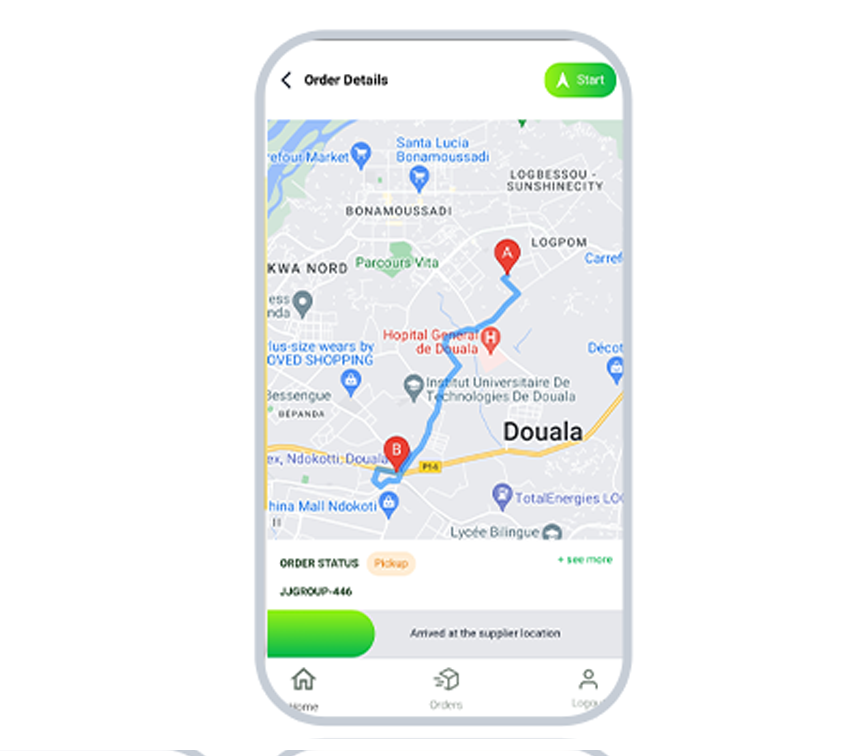 Order Details
Start
refour Market
Santa Lucia
Bonamoussadi
LOGBESSOU -
SUNSHINECITY
BONAMOUSSADI
A
LOGPOM
Parcours Vita
KWA NORD
Carref
ess
nda
Hopital General
de Douala
H
lus-size wears by
OVED SHOPPING
Décot
Institut Universitaire De
Technologies De Douala
Bessengue
BÉPANDA
Douala
B
ex, Ndokotti, Douala
P14
hina Mall Ndokoti
TotalEnergies LOG
Lycée Bilingue
ORDER STATUS
Pickup
+ see more
JJGROUP-446
Arrived at the supplier location
Home
Orders
Logou